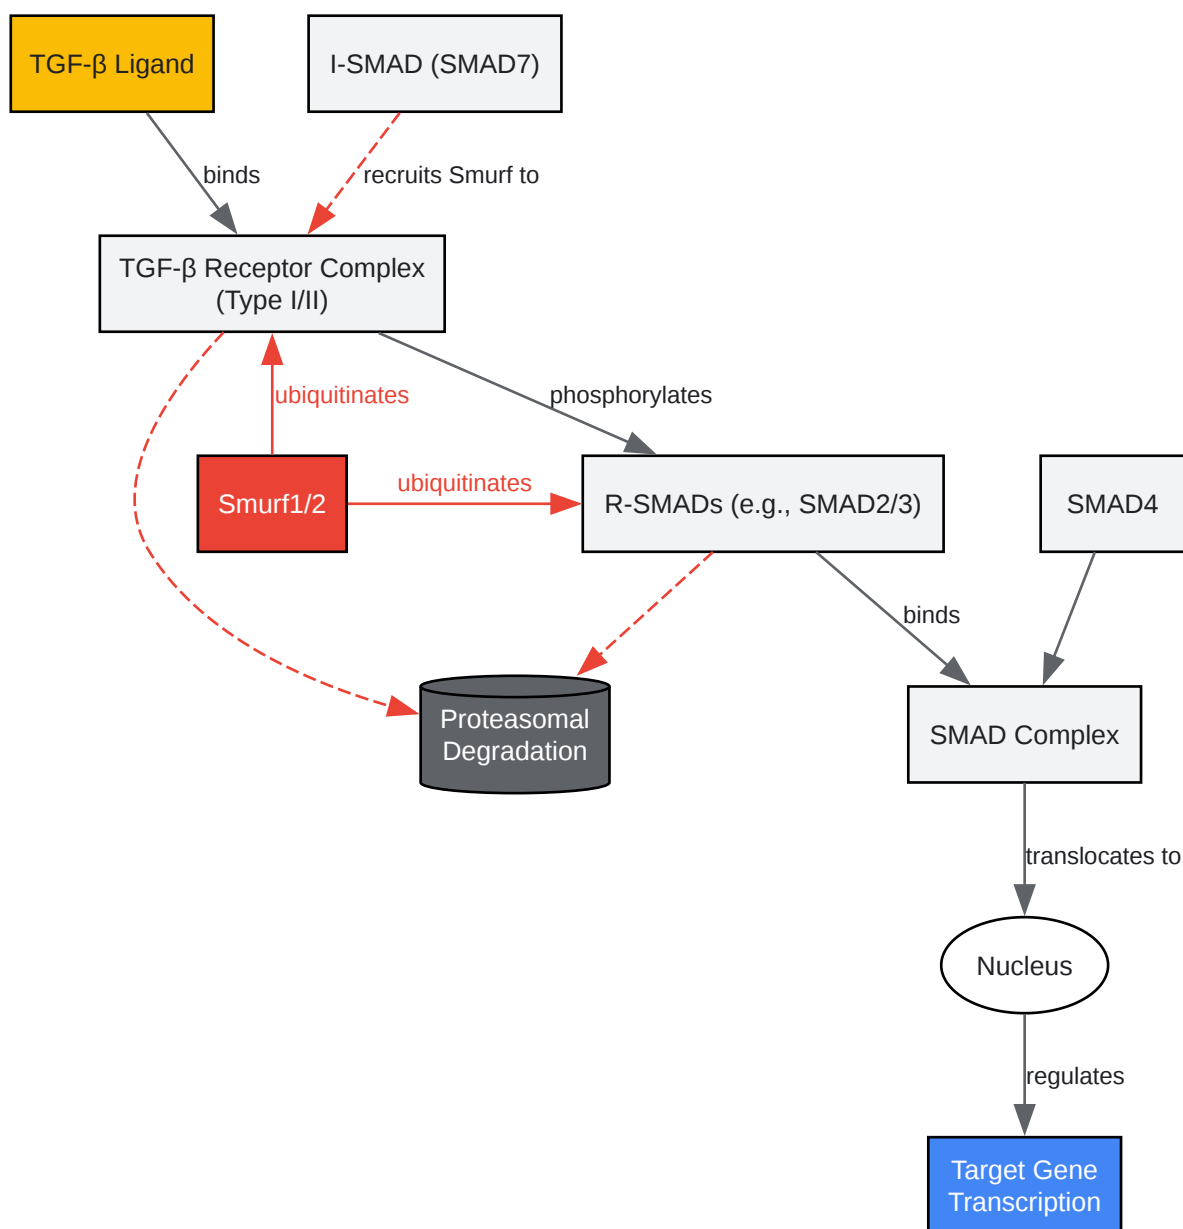 TGF-β Ligand
I-SMAD (SMAD7)
binds
recruits Smurf to
TGF-β Receptor Complex
(Type I/II)
ubiquitinates
phosphorylates
Smurf1/2
ubiquitinates
R-SMADs (e.g., SMAD2/3)
SMAD4
binds
Proteasomal
Degradation
SMAD Complex
translocates to
Nucleus
regulates
Target Gene
Transcription